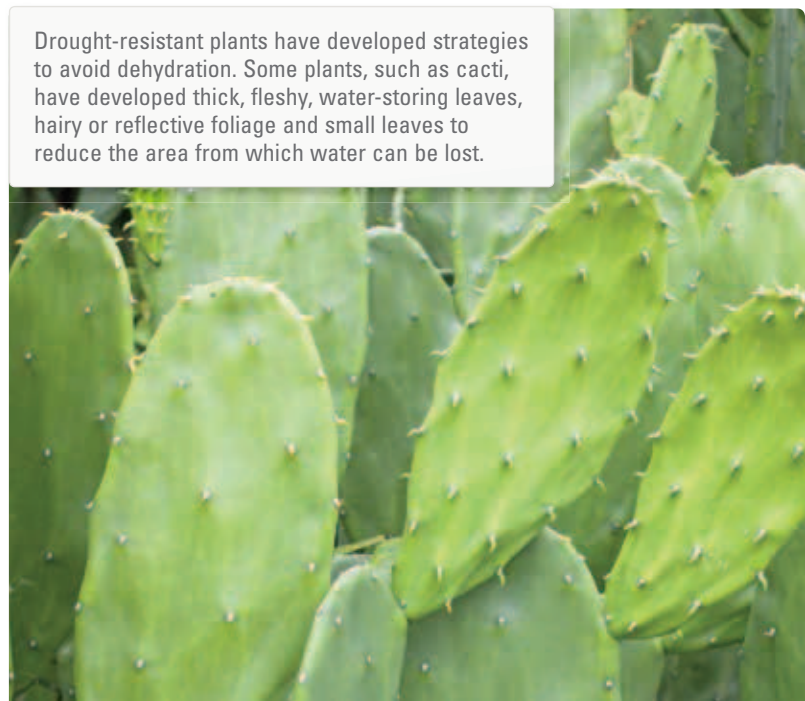 Drought-resistant plants have developed strategies
to avoid dehydration. Some plants, such as cacti,
have developed thick, fleshy, water-storing leaves,
hairy or reflective foliage and small leaves to
reduce the area from which water can be lost.